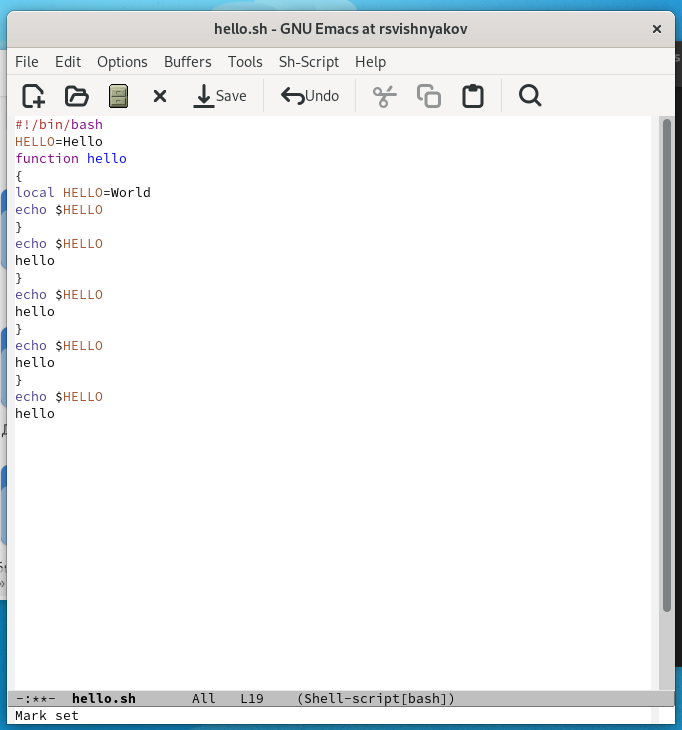 hello.sh - GNU Emacs at rsvishnyakov ×
File Edit Options Buffers Tools Sh-Script Help
Save Undo
#!/bin/bash
HELLO=Hello
function hello
{
local HELLO=World
echo $HELLO
}
echo $HELLO
hello
}
echo $HELLO
hello
}
echo $HELLO
hello
}
echo $HELLO
hello
-:**- hello.sh All L19 (Shell-script[bash])
Mark set